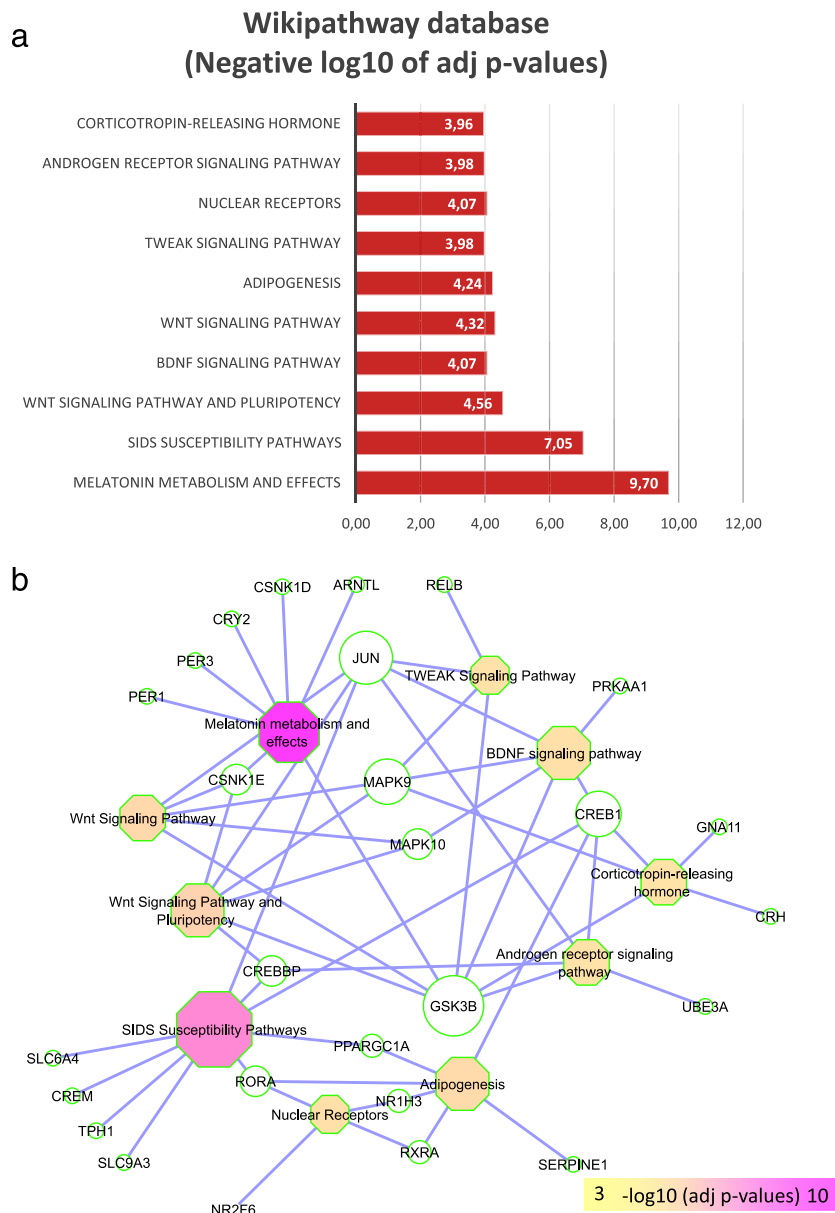 a
Wikipathway database
(Negative log10 of adj p-values)
CORTICOTROPIN-RELEASING HORMONE
3,96
ANDROGEN RECEPTOR SIGNALING PATHWAY
3,98
NUCLEAR RECEPTORS
4,07
TWEAK SIGNALING PATHWAY
3,98
ADIPOGENESIS
4,24
WNT SIGNALING PATHWAY
4,32
BDNF SIGNALING PATHWAY
4,07
WNT SIGNALING PATHWAY AND PLURIPOTENCY
4,56
SIDS SUSCEPTIBILITY PATHWAYS
7,05
MELATONIN METABOLISM AND EFFECTS
9,70
0,00 2,00 4,00 6,00 8,00 10,00 12,00
b
CSNK1D
ARNTL
RELB
CRY2
PER3
JUN
TWEAK Signaling Pathway
PRKAA1
PER1
Melatonin metabolism and
effects
BDNF signaling pathway
CSNK1E
MAPK9
Wnt Signaling Pathway
CREB1
GNA11
MAPK10
Corticotropin-releasing
hormone
Wnt Signaling Pathway and
Pluripotency
CRH
Androgen receptor signaling
pathway
CREBBP
GSK3B
UBE3A
SIDS Susceptibility Pathways
PPARGC1A
SLC6A4
RORA
Adipogenesis
CREM
NR1H3
Nuclear Receptors
TPH1
RXRA
SLC9A3
SERPINE1
NR2F6
3 -log10 (adj p-values) 10